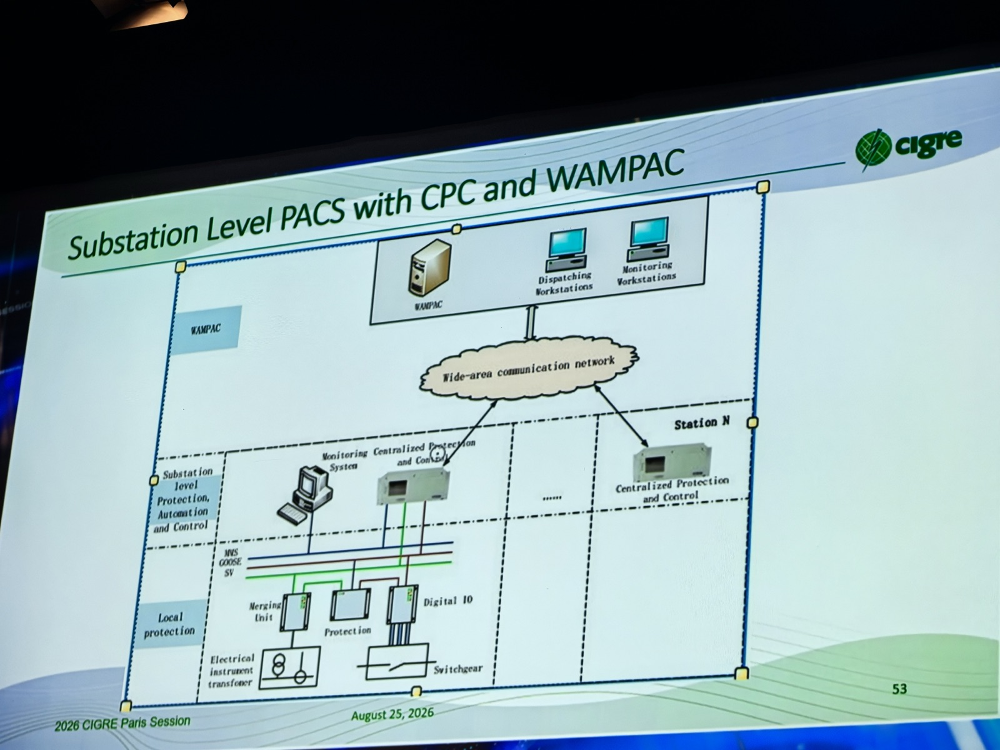 cigre
Substation Level PACS with CPC and WAMPAC
WAMPAC
Dispatching
Workstations
Monitoring
Workstations
WAMPAC
Wide-area communication network
Station N
Substation
level
Protection,
Automation
and Control
Monitoring
System
Centralized Protection
and Control
......
Centralized Protection
and Control
MMS
GOOSE
SV
Local
protection
Merging
Unit
Protection
Digital IO
Electrical
instrument
transfomer
Switchgear
53
2026 CIGRE Paris Session
August 25, 2026